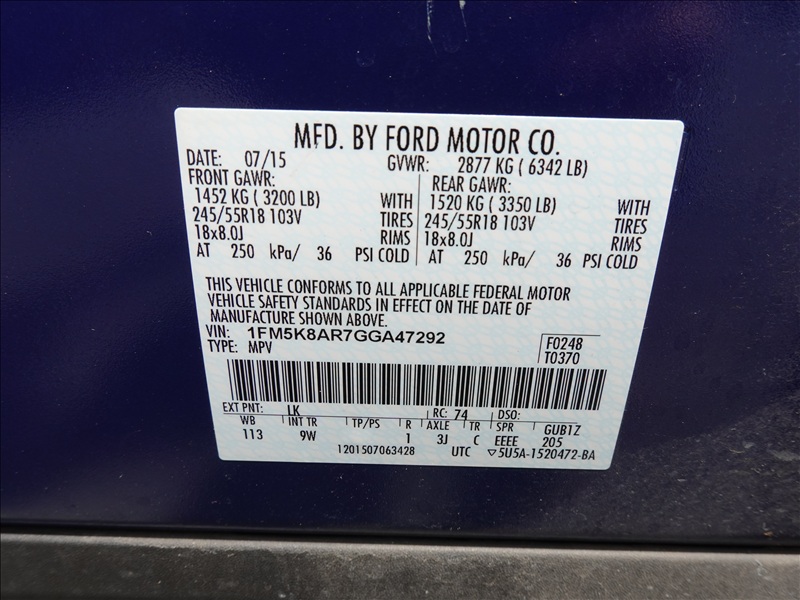 MFD. BY FORD MOTOR CO.
DATE: 07/15 GVWR: 2877 KG ( 6342 LB)
FRONT GAWR: REAR GAWR:
1452 KG ( 3200 LB) WITH 1520 KG ( 3350 LB) WITH
245/55R18 103V TIRES 245/55R18 103V TIRES
18x8.0J RIMS 18x8.0J RIMS
AT 250 kPa/ 36 PSI COLD AT 250 kPa/ 36 PSI COLD
THIS VEHICLE CONFORMS TO ALL APPLICABLE FEDERAL MOTOR
VEHICLE SAFETY STANDARDS IN EFFECT ON THE DATE OF
MANUFACTURE SHOWN ABOVE.
VIN: 1FM5K8AR7GGA47292 F0248
TYPE: MPV T0370
EXT PNT: LK RC: 74 DSO:
WB INT TR TP/PS R AXLE TR SPR GUB1Z
113 9W 1 3J C EEEE 205
1201507063428 UTC ▽5U5A-1520472-BA